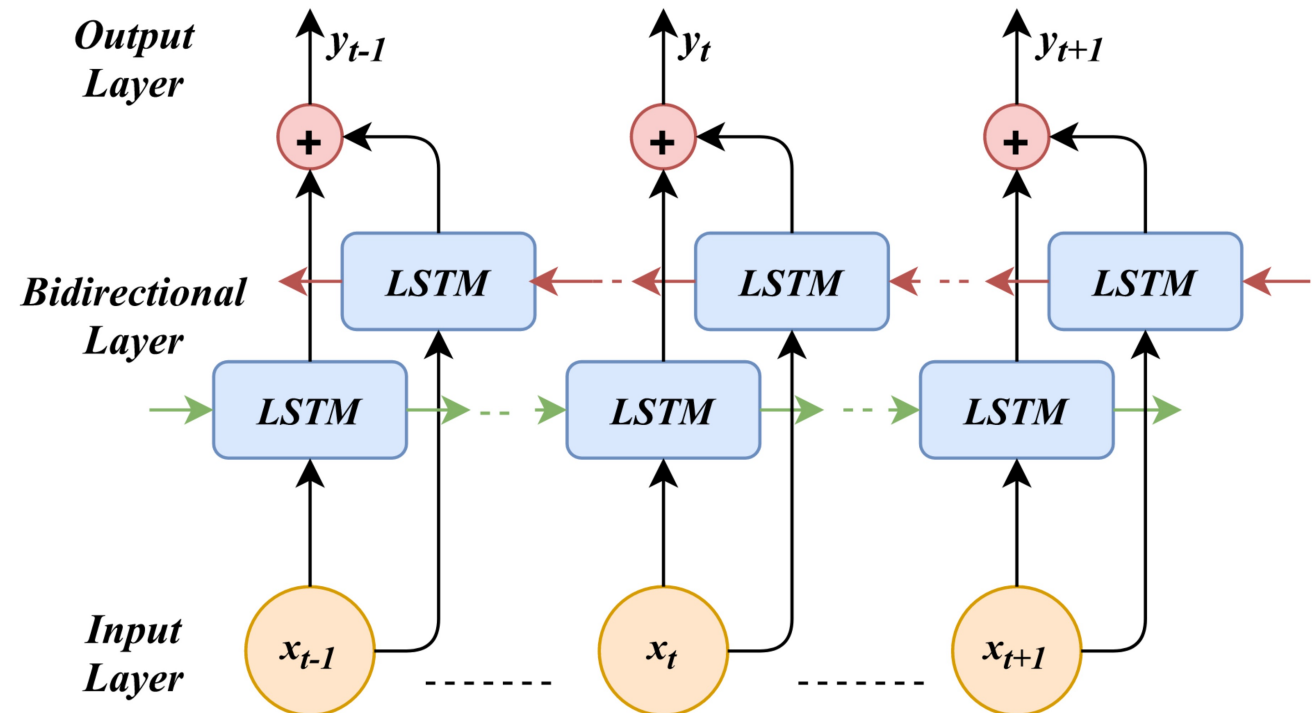 Output
Layer
y_{t-1}
y_t
y_{t+1}
+
+
+
Bidirectional
Layer
LSTM
LSTM
LSTM
LSTM
LSTM
LSTM
Input
Layer
x_{t-1}
x_t
x_{t+1}